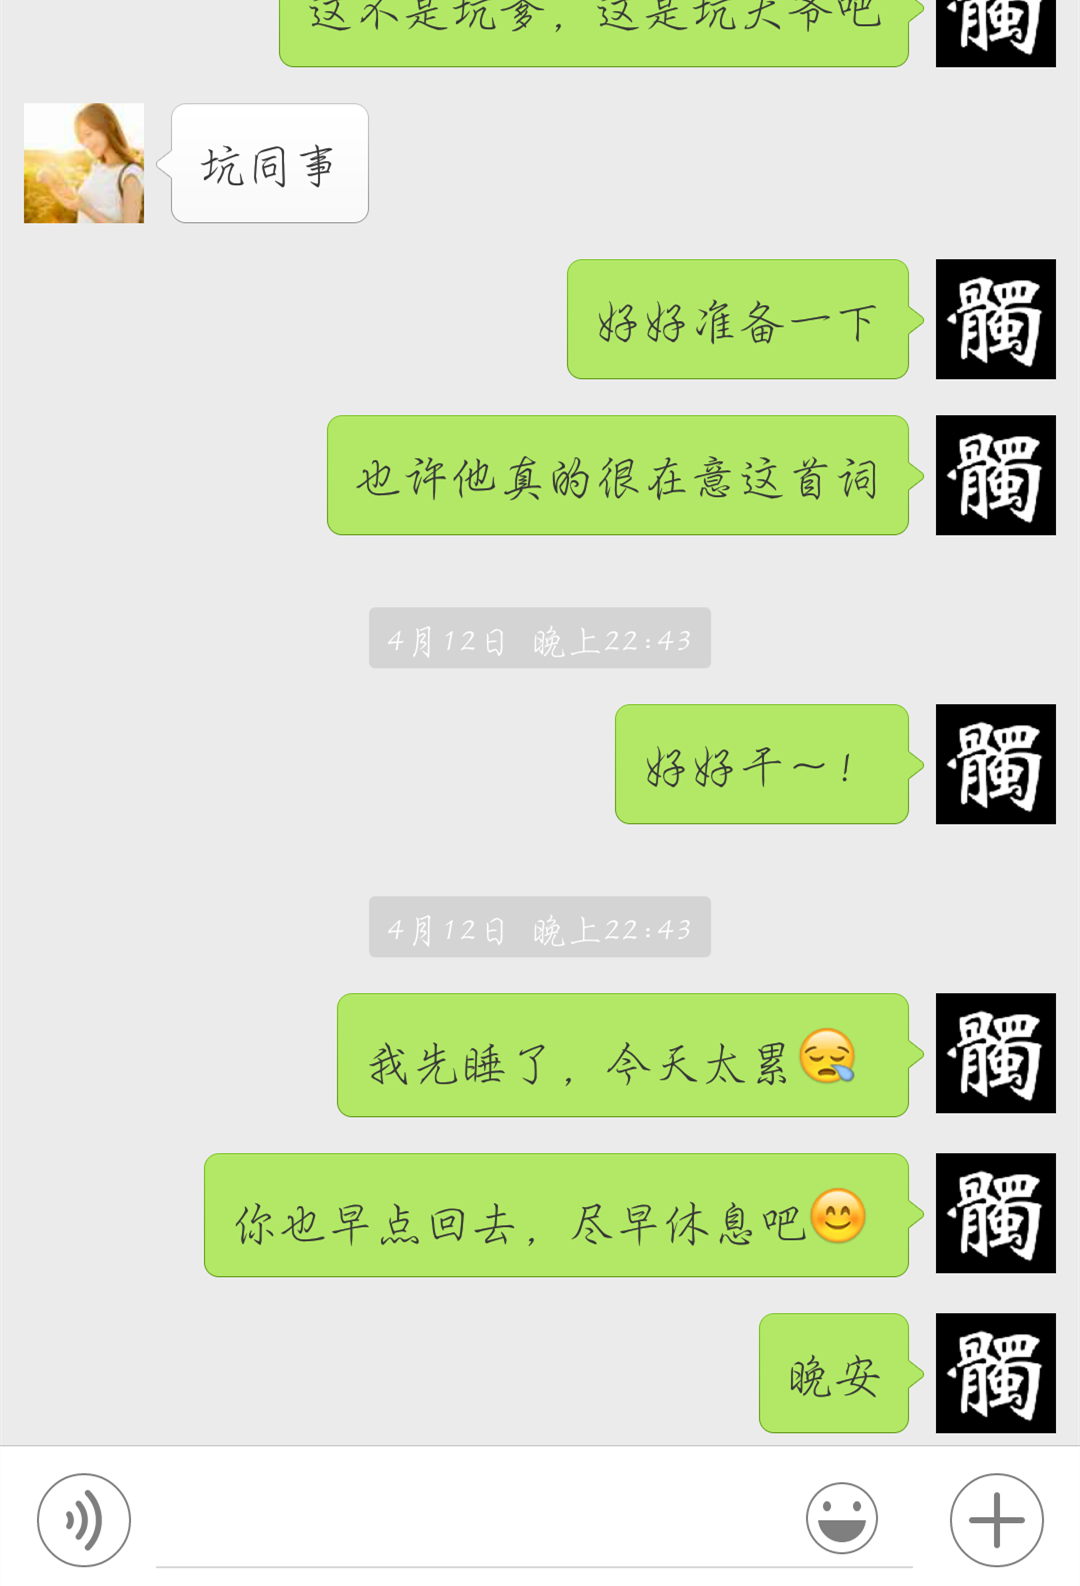 这不是坑爹，这是坑大爷吧
坑同事
好好准备一下
髑
也许他真的很在意这首词
髑
4月12日 晚上22:43
好好干～！
髑
4月12日 晚上22:43
我先睡了，今天太累
髑
你也早点回去，尽早休息吧
髑
晚安
髑